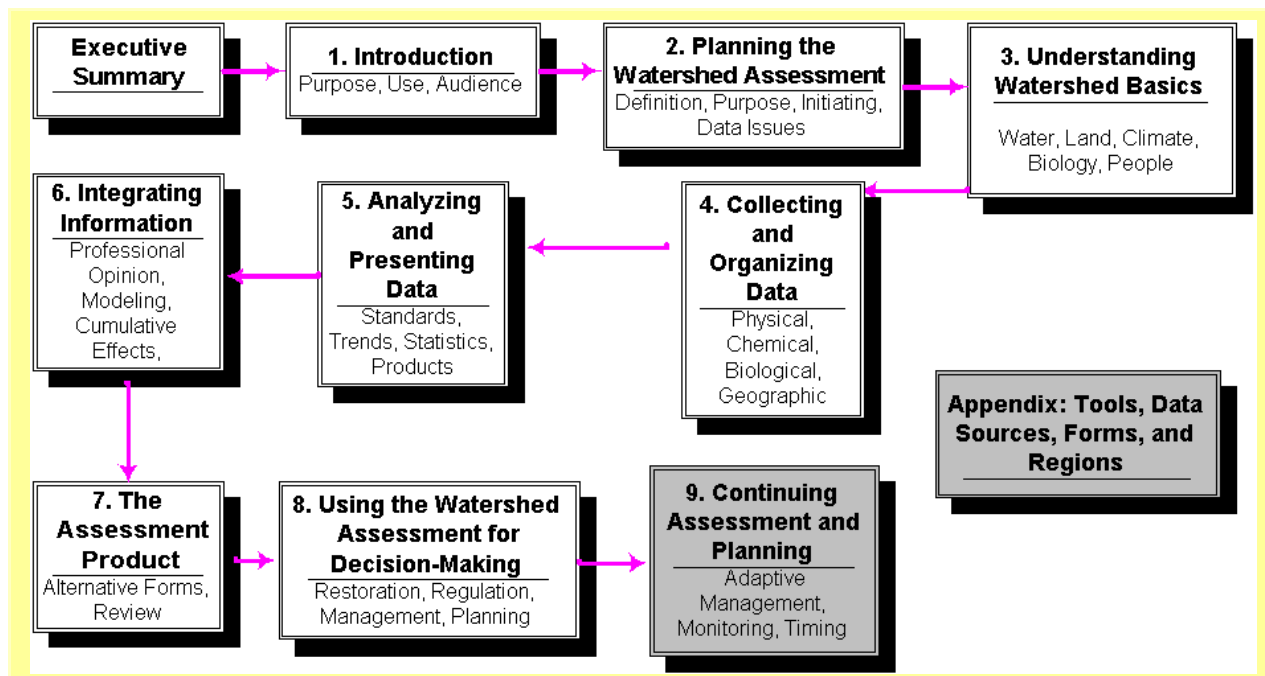 Executive
Summary
1. Introduction
Purpose, Use, Audience
2. Planning the
Watershed Assessment
Definition, Purpose, Initiating,
Data Issues
3. Understanding
Watershed Basics
Water, Land, Climate,
Biology, People
4. Collecting
and
Organizing
Data
Physical,
Chemical,
Biological,
Geographic
5. Analyzing
and
Presenting
Data
Standards,
Trends, Statistics,
Products
6. Integrating
Information
Professional
Opinion,
Modeling,
Cumulative
Effects,
7. The
Assessment
Product
Alternative Forms,
Review
8. Using the Watershed
Assessment for
Decision-Making
Restoration, Regulation,
Management, Planning
9. Continuing
Assessment and
Planning
Adaptive
Management,
Monitoring, Timing
Appendix: Tools, Data
Sources, Forms, and
Regions